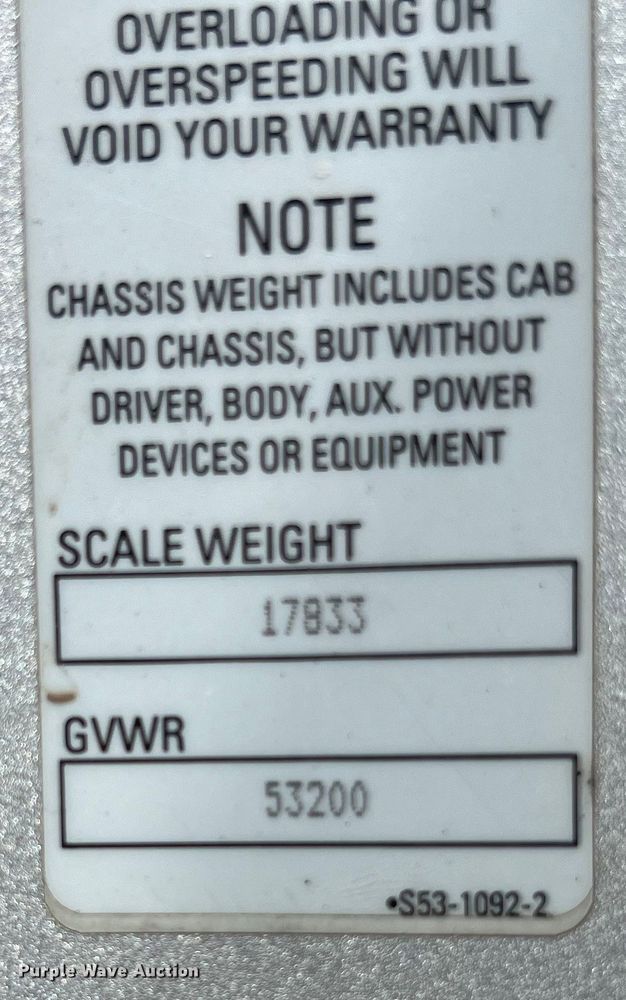 OVERLOADING OR
OVERSPEEDING WILL
VOID YOUR WARRANTY
NOTE
CHASSIS WEIGHT INCLUDES CAB
AND CHASSIS, BUT WITHOUT
DRIVER, BODY, AUX. POWER
DEVICES OR EQUIPMENT
SCALE WEIGHT
17833
GVWR
53200
•S53-1092-2
Purple Wave Auction